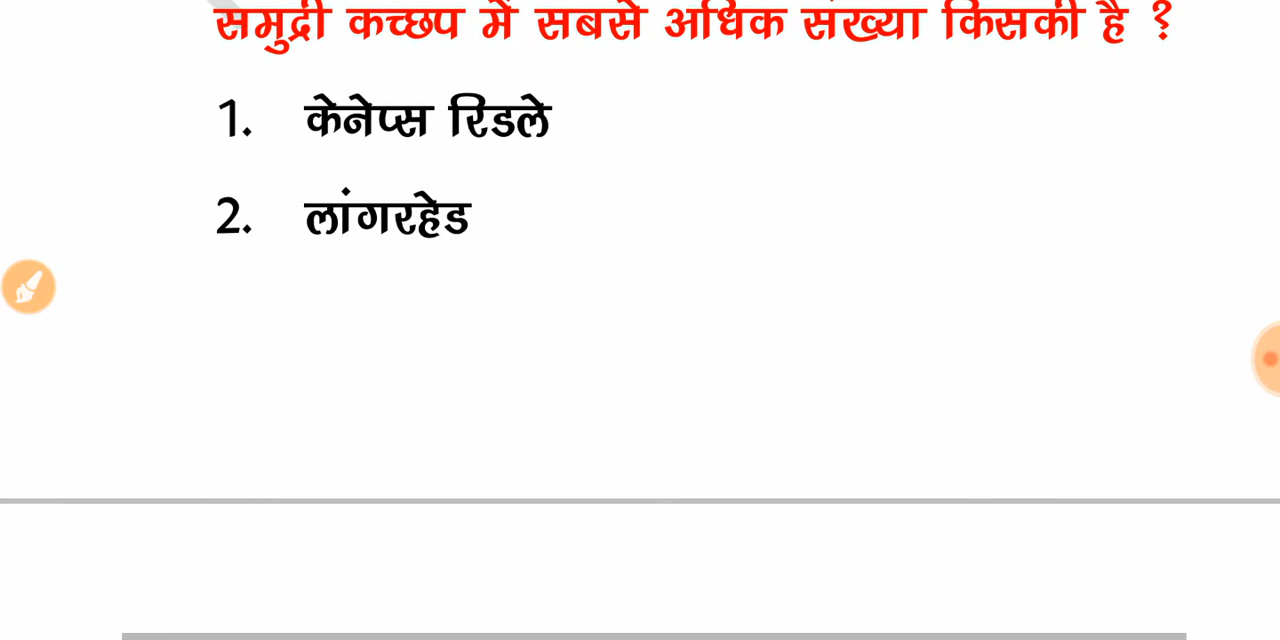 समुद्री कच्छप में सबसे अधिक संख्या किसकी है ?
1. केनेप्स रिडले
2. लांगरहेड